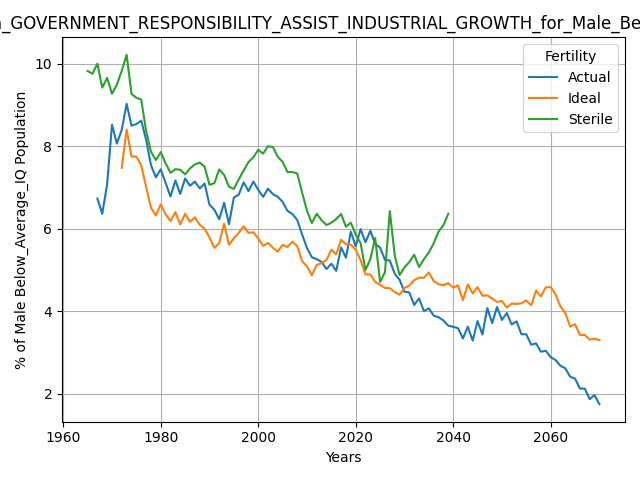 _GOVERNMENT_RESPONSIBILITY_ASSIST_INDUSTRIAL_GROWTH_for_Male_Be
Fertility
Actual
Ideal
Sterile
% of Male Below_Average_IQ Population
10
8
6
4
2
1960 1980 2000 2020 2040 2060
Years